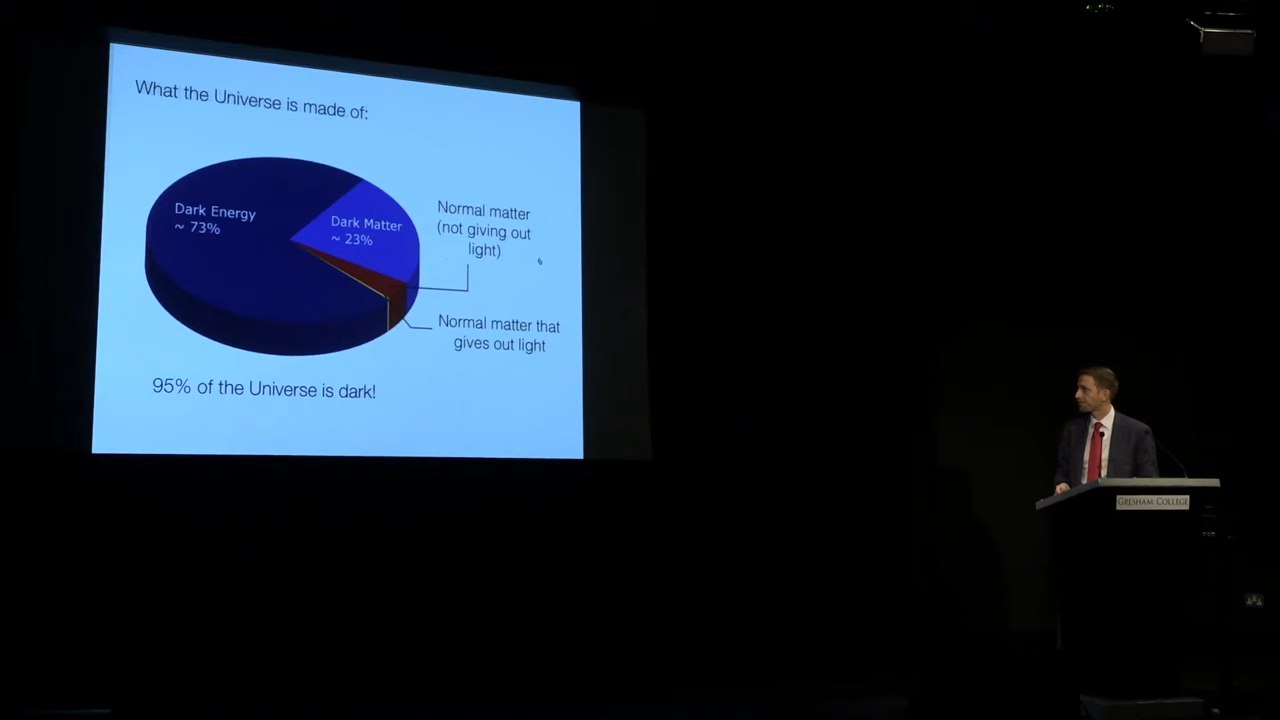 What the Universe is made of:
Dark Energy
~ 73%
Dark Matter
~ 23%
Normal matter
(not giving out
light)
Normal matter that
gives out light
95% of the Universe is dark!
GRESHAM COLLEGE